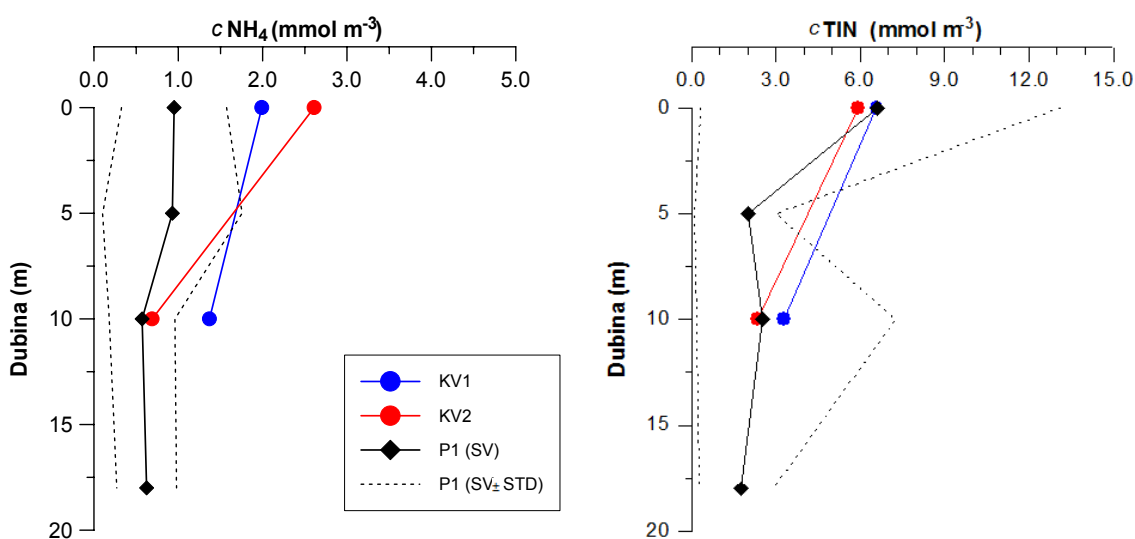 c NH4 (mmol m-3)
0.0 1.0 2.0 3.0 4.0 5.0
0
5
10
15
20
Dubina (m)
KV1
KV2
P1 (SV)
P1 (SV± STD)
c TIN (mmol m-3)
0.0 3.0 6.0 9.0 12.0 15.0
0
5
10
15
20
Dubina (m)